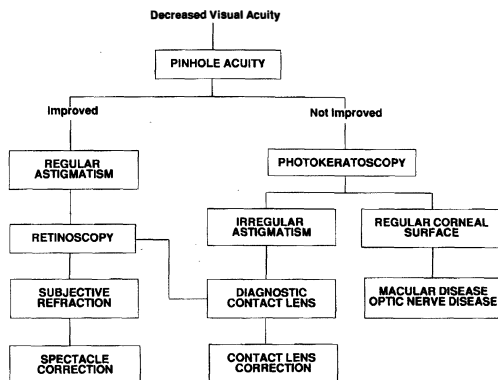 Decreased Visual Acuity
PINHOLE ACUITY
Improved
Not Improved
REGULAR
ASTIGMATISM
PHOTOKERATOSCOPY
RETINOSCOPY
IRREGULAR
ASTIGMATISM
REGULAR CORNEAL
SURFACE
SUBJECTIVE
REFRACTION
DIAGNOSTIC
CONTACT LENS
MACULAR DISEASE
OPTIC NERVE DISEASE
SPECTACLE
CORRECTION
CONTACT LENS
CORRECTION